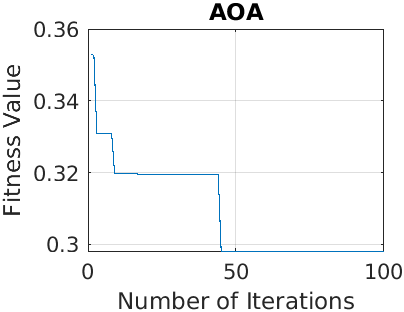 AOA
Fitness Value
0.36
0.34
0.32
0.3
0
50
100
Number of Iterations